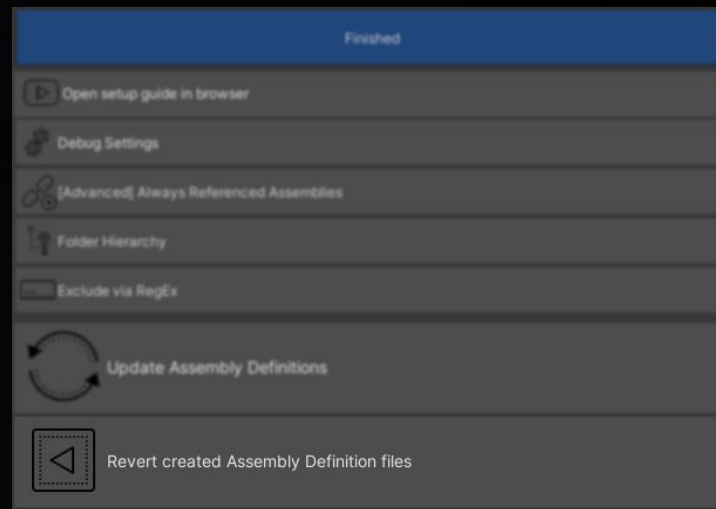 Finished
Open setup guide in browser
Debug Settings
[Advanced] Always Referenced Assemblies
Folder Hierarchy
Exclude via RegEx
Update Assembly Definitions
Revert created Assembly Definition files